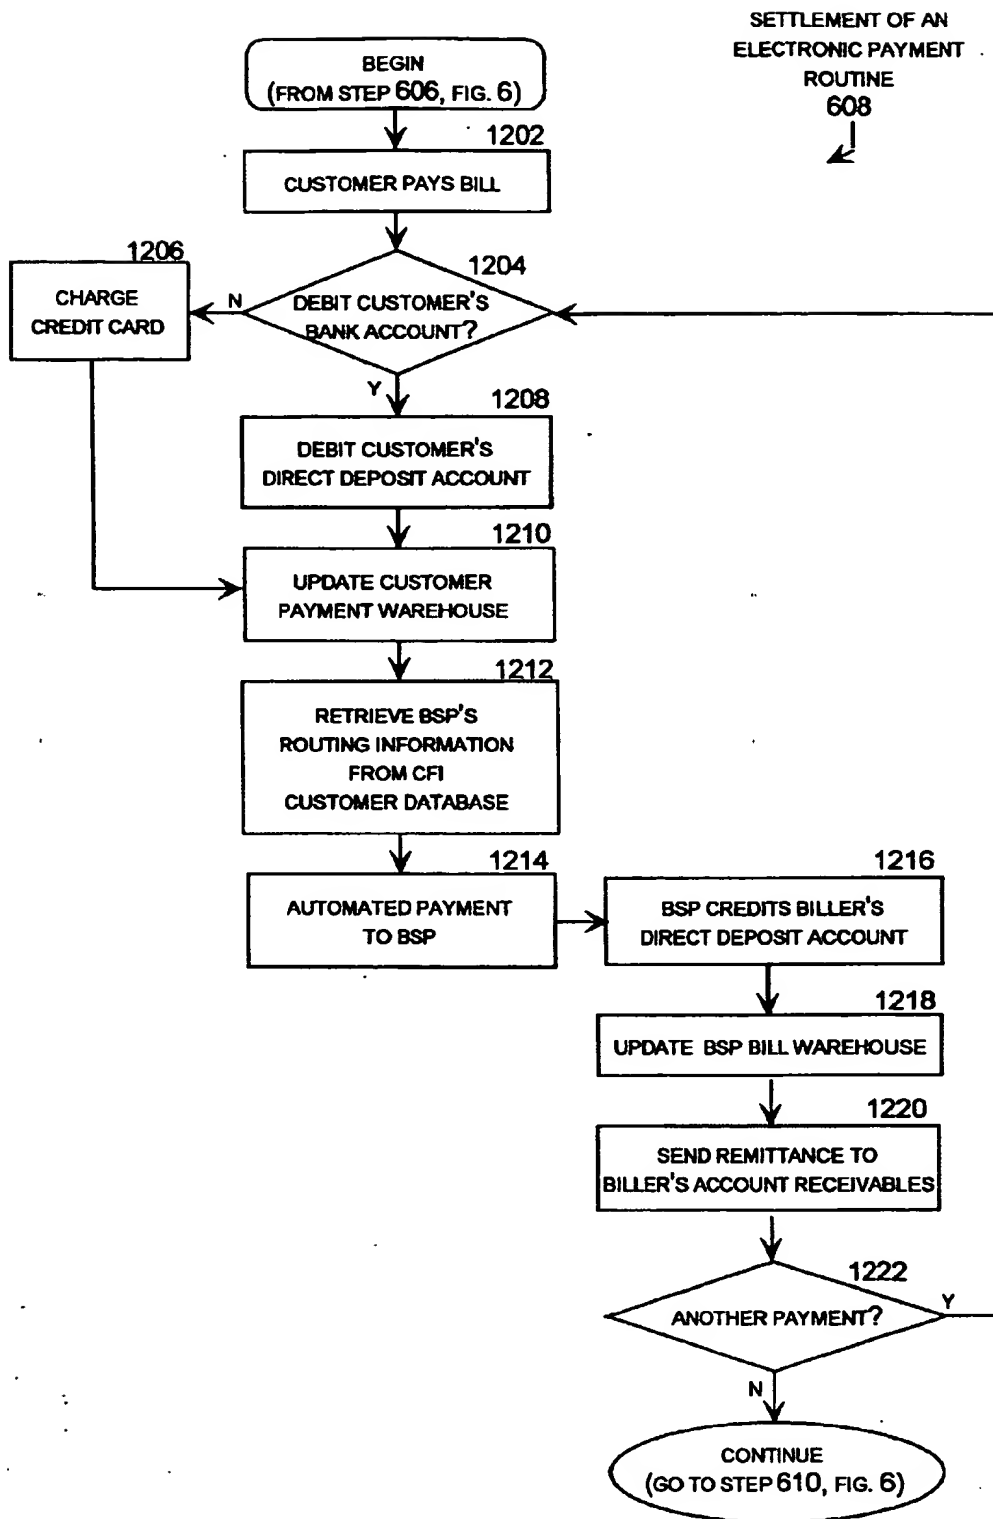 SETTLEMENT OF AN
ELECTRONIC PAYMENT
ROUTINE
608
BEGIN
(FROM STEP 606, FIG. 6)
1202
CUSTOMER PAYS BILL
1204
DEBIT CUSTOMER'S
BANK ACCOUNT?
N
1206
CHARGE
CREDIT CARD
Y
1208
DEBIT CUSTOMER'S
DIRECT DEPOSIT ACCOUNT
1210
UPDATE CUSTOMER
PAYMENT WAREHOUSE
1212
RETRIEVE BSP'S
ROUTING INFORMATION
FROM CFI
CUSTOMER DATABASE
1214
AUTOMATED PAYMENT
TO BSP
1216
BSP CREDITS BILLER'S
DIRECT DEPOSIT ACCOUNT
1218
UPDATE BSP BILL WAREHOUSE
1220
SEND REMITTANCE TO
BILLER'S ACCOUNT RECEIVABLES
1222
ANOTHER PAYMENT?
Y
N
CONTINUE
(GO TO STEP 610, FIG. 6)